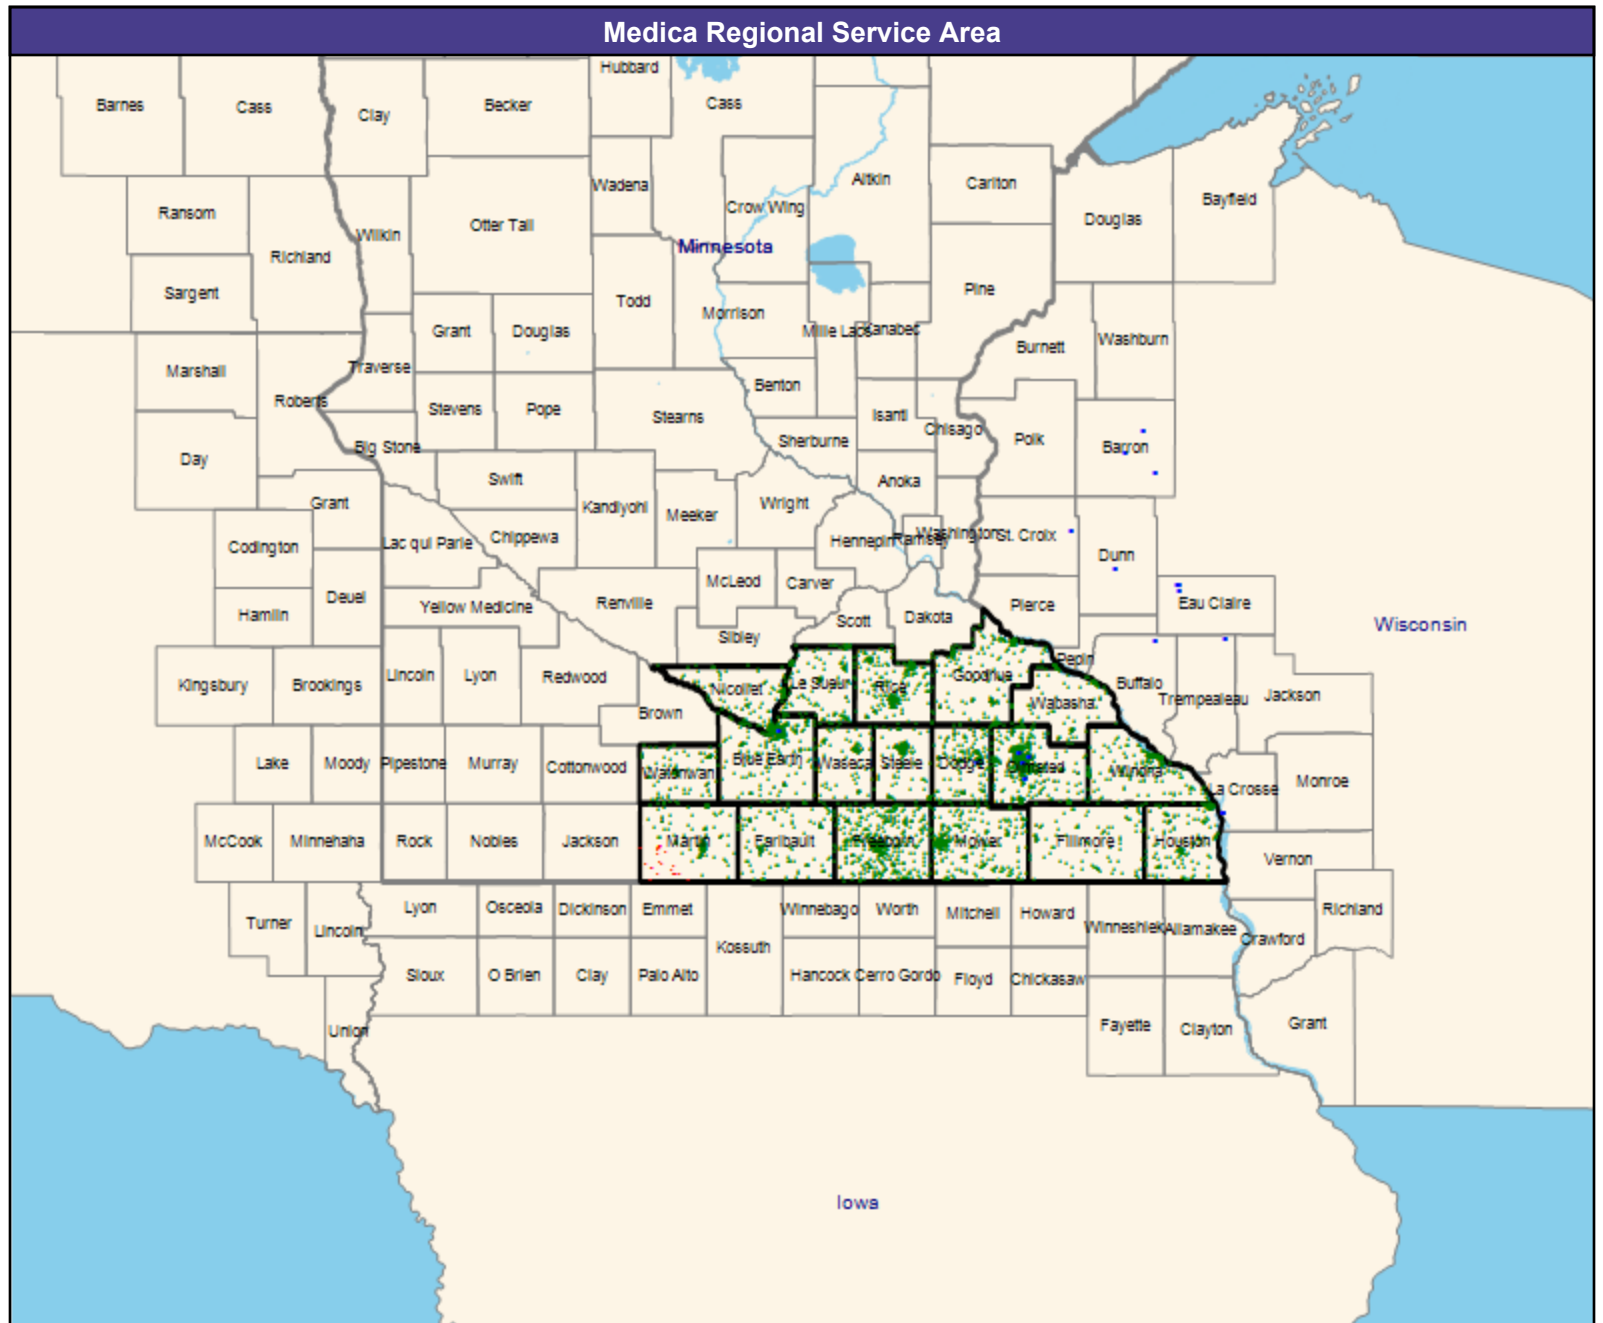 Medica Regional Service Area
Hubbard
Barnes
Cass
Clay
Becker
Cass
Wadena
Aitkin
Carlton
Ransom
Crow Wing
Bayfield
Douglas
Otter Tail
Wilkin
Minnesota
Richland
Sargent
Pine
Todd
Morrison
Grant
Douglas
Mille Lacs
Kanabec
Burnett
Washburn
Marshall
Traverse
Benton
Roberts
Stevens
Pope
Stearns
Isanti
Chisago
Polk
Barron
Sherburne
Big Stone
Day
Swift
Anoka
Grant
Kandiyohi
Meeker
Wright
Codington
Lac qui Parle
Chippewa
Hennepin
Ramsey
Washington
St. Croix
Dunn
McLeod
Carver
Deuel
Yellow Medicine
Renville
Pierce
Eau Claire
Hamlin
Scott
Dakota
Wisconsin
Sibley
Pepin
Kingsbury
Brookings
Lincoln
Lyon
Redwood
Nicollet
Le Sueur
Rice
Goodhue
Buffalo
Trempealeau
Jackson
Wabasha
Brown
Lake
Moody
Pipestone
Murray
Cottonwood
Watonwan
Blue Earth
Waseca
Steele
Dodge
Olmsted
Winona
La Crosse
Monroe
McCook
Minnehaha
Rock
Nobles
Jackson
Martin
Faribault
Freeborn
Mower
Fillmore
Houston
Vernon
Turner
Lincoln
Lyon
Osceola
Dickinson
Emmet
Winnebago
Worth
Mitchell
Howard
Winneshiek
Allamakee
Crawford
Richland
Kossuth
Sioux
O Brien
Clay
Palo Alto
Hancock
Cerro Gordo
Floyd
Chickasaw
Union
Fayette
Clayton
Grant
Iowa